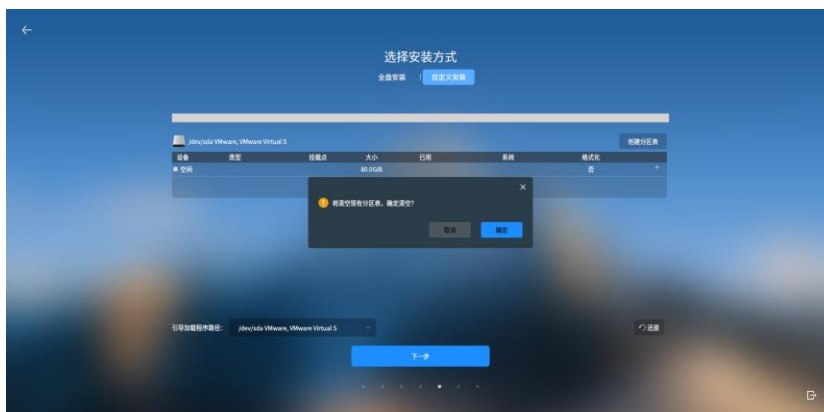 选择安装方式
全盘安装 | 自定义安装
/dev/sda VMware, VMware Virtual S 创建分区表
设备 类型 挂载点 大小 已用 系统 格式化
空闲 80.0GiB 否 +
将清空现有分区表，确定清空?
取消 确定
引导加载程序路径: /dev/sda VMware, VMware Virtual S 还原
下一步